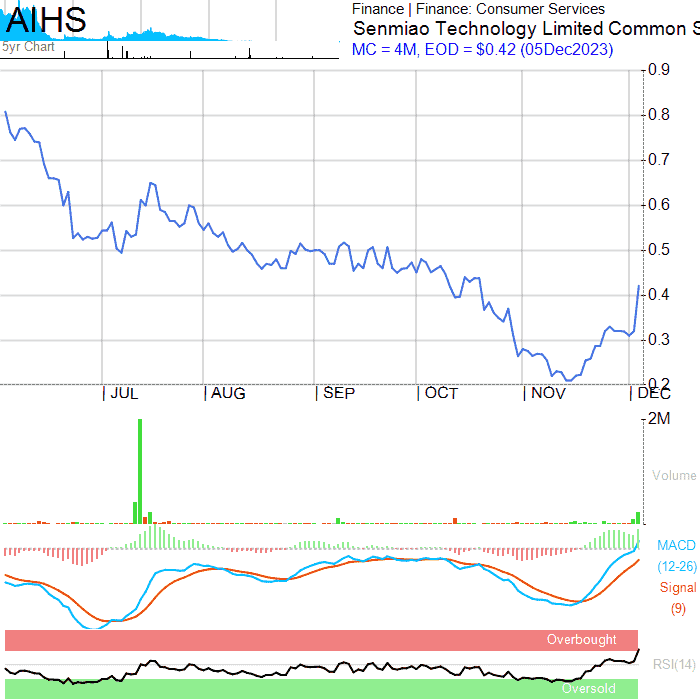 AIHS
5yr Chart
Finance | Finance: Consumer Services
Senmiao Technology Limited Common S
MC = 4M, EOD = $0.42 (05Dec2023)
0.9
0.8
0.7
0.6
0.5
0.4
0.3
0.2
JUL AUG SEP OCT NOV DEC
2M
Volume
MACD
(12-26)
Signal
(9)
Overbought
RSI(14)
Oversold